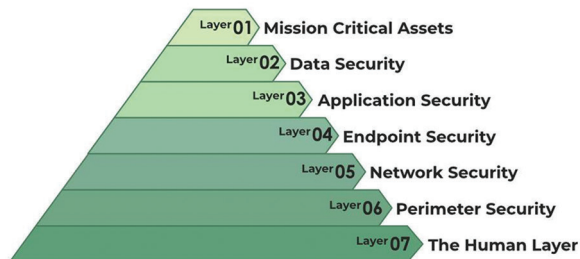 Layer 01 Mission Critical Assets
Layer 02 Data Security
Layer 03 Application Security
Layer 04 Endpoint Security
Layer 05 Network Security
Layer 06 Perimeter Security
Layer 07 The Human Layer